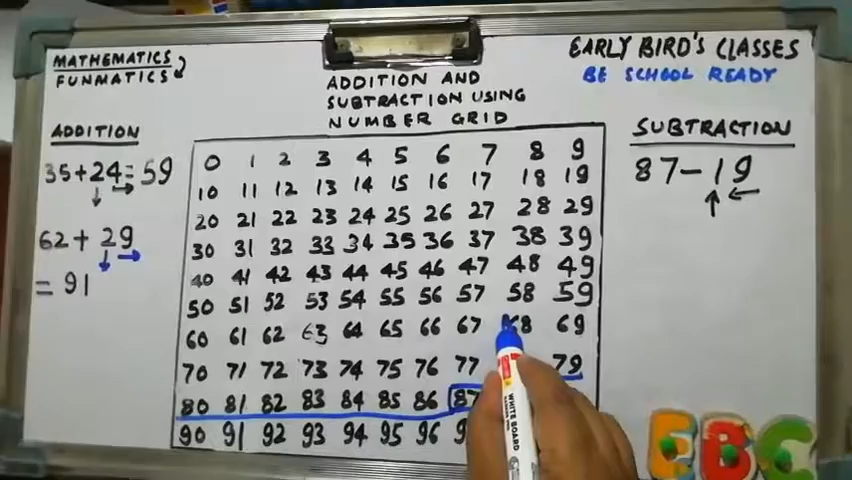 MATHEMATICS
FUNMATICS
ADDITION
35+24=59
62+29
=91
ADDITION AND
SUBTRACTION USING
NUMBER GRID
0 1 2 3 4 5 6 7 8 9
10 11 12 13 14 15 16 17 18 19
20 21 22 23 24 25 26 27 28 29
30 31 32 33 34 35 36 37 38 39
40 41 42 43 44 45 46 47 48 49
50 51 52 53 54 55 56 57 58 59
60 61 62 63 64 65 66 67 68 69
70 71 72 73 74 75 76 77 79
80 81 82 83 84 85 86 87
90 91 92 93 94 95 96
EARLY BIRD'S CLASSES
BE SCHOOL READY
SUBTRACTION
87-19
WHITE BOARD
EBC